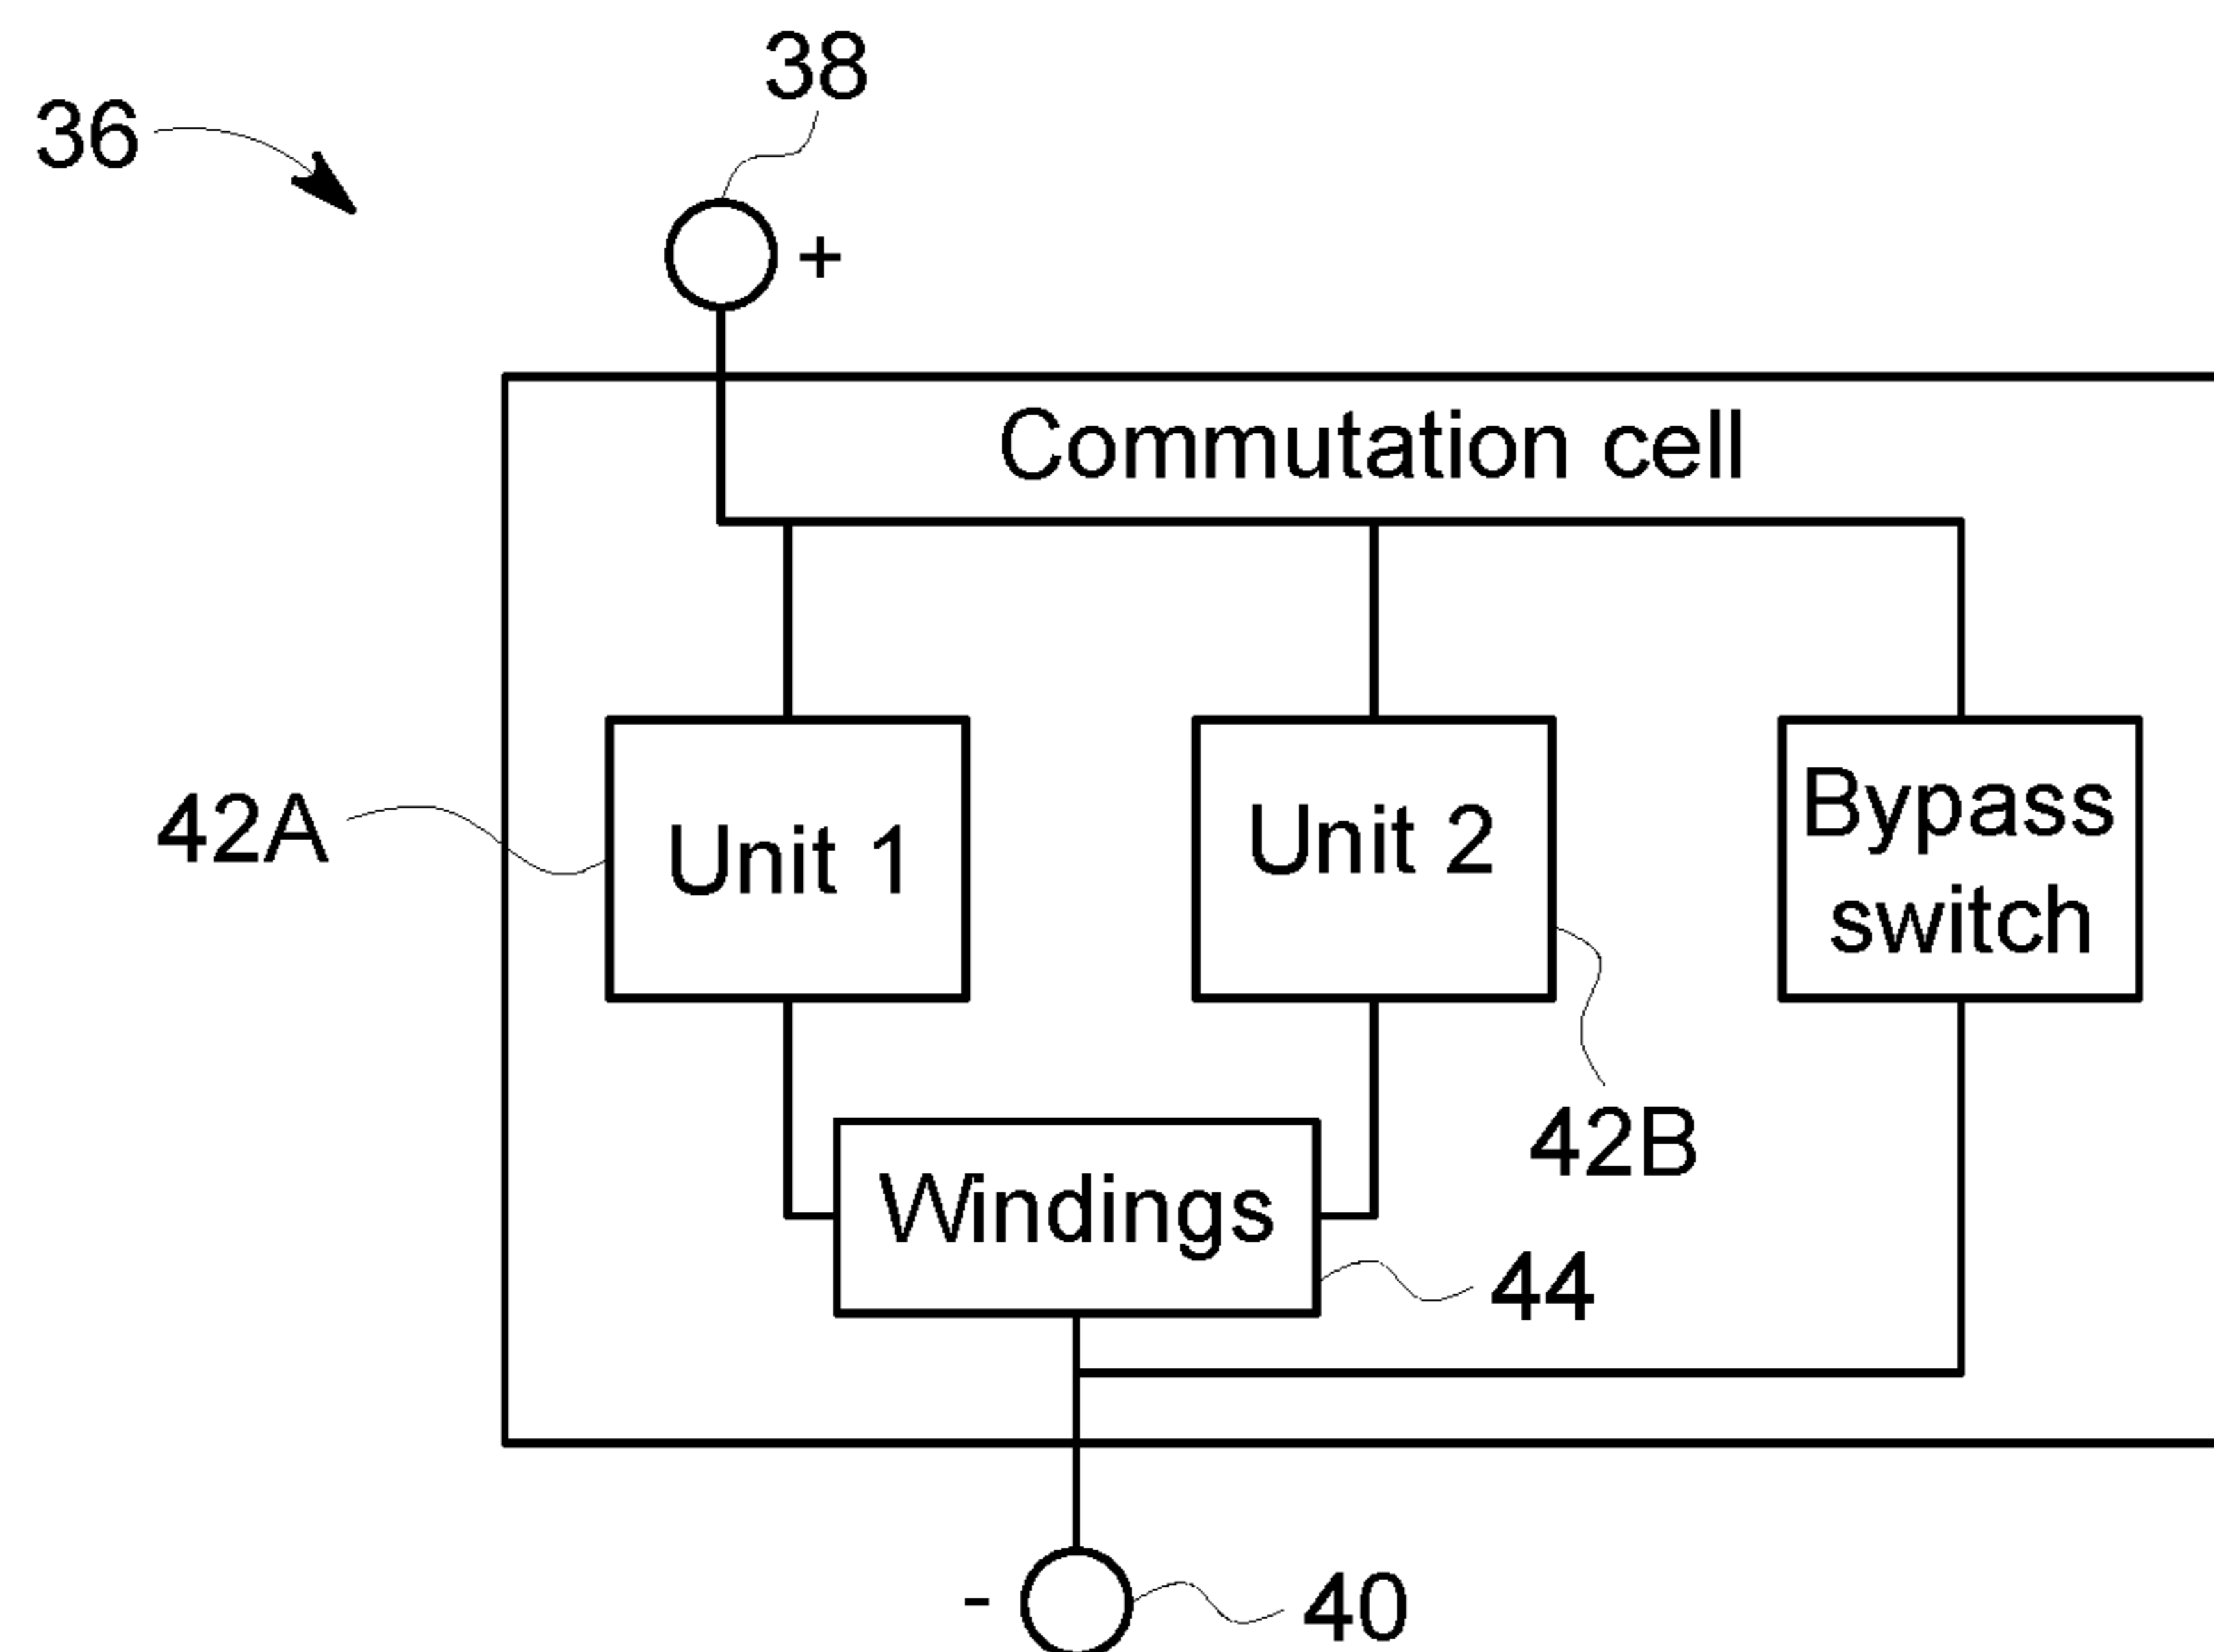 38
36
+
Commutation cell
42A
Unit 1
Unit 2
Bypass
switch
42B
Windings
44
-
40